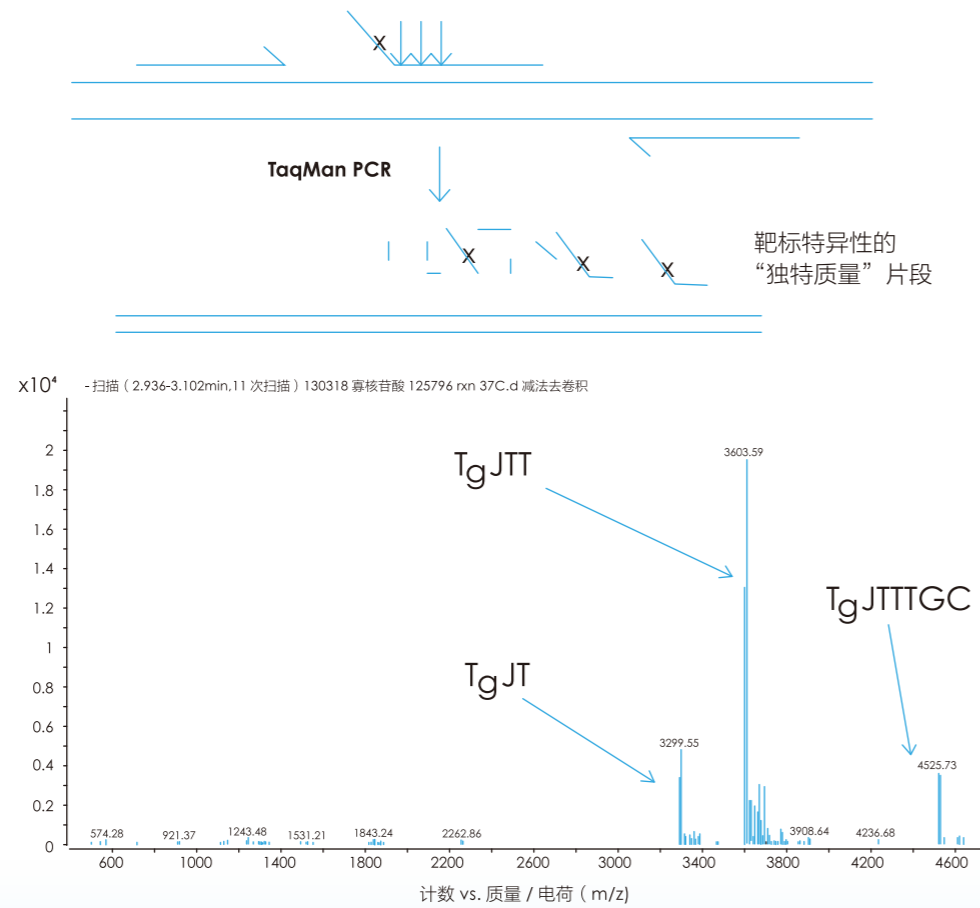 X
TaqMan PCR
X
X
X
靶标特异性的
“独特质量”片段
x10⁴
- 扫描（2.936-3.102min,11 次扫描）130318 寡核苷酸 125796 rxn 37C.d 减法去卷积
TgJTT
3603.59
TgJTTTGC
TgJT
3299.55
4525.73
574.28
921.37
1243.48
1531.21
1843.24
2262.86
3908.64
4236.68
2
1.8
1.6
1.4
1.2
1
0.8
0.6
0.4
0.2
0
600 1000 1400 1800 2200 2600 3000 3400 3800 4200 4600
计数 vs. 质量 / 电荷（m/z)